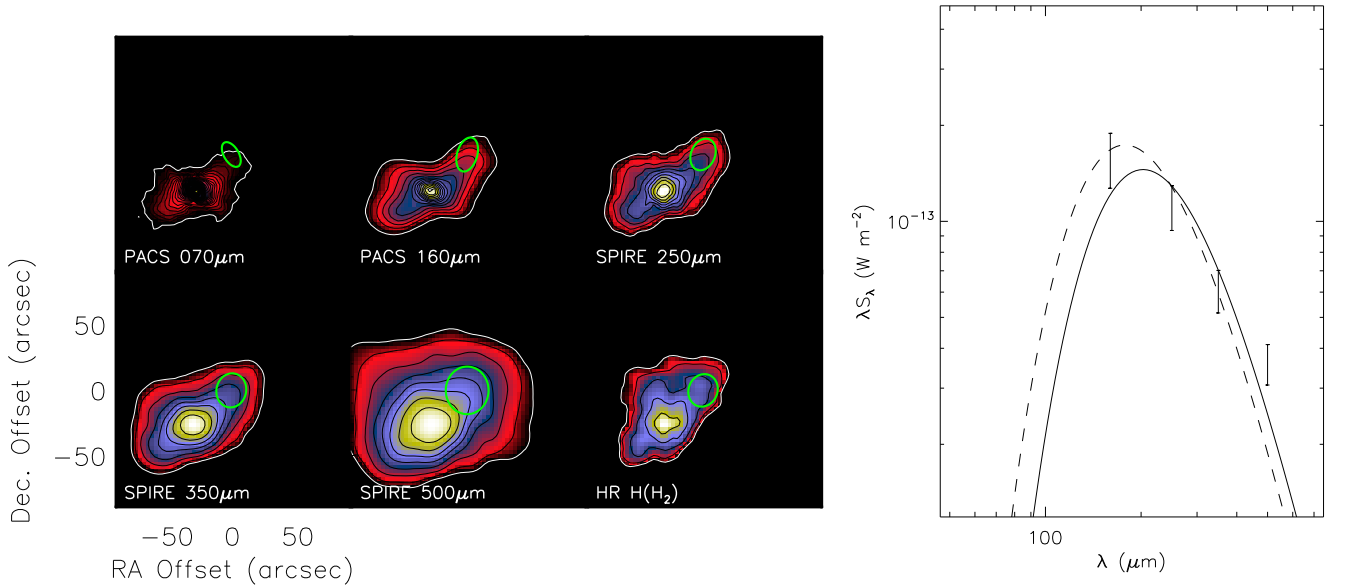 PACS 070μm
PACS 160μm
SPIRE 250μm
SPIRE 350μm
SPIRE 500μm
HR H(H₂)
Dec. Offset (arcsec)
50
0
−50
−50
0
50
RA Offset (arcsec)
λS_λ (W m⁻²)
10⁻¹³
100
λ (μm)